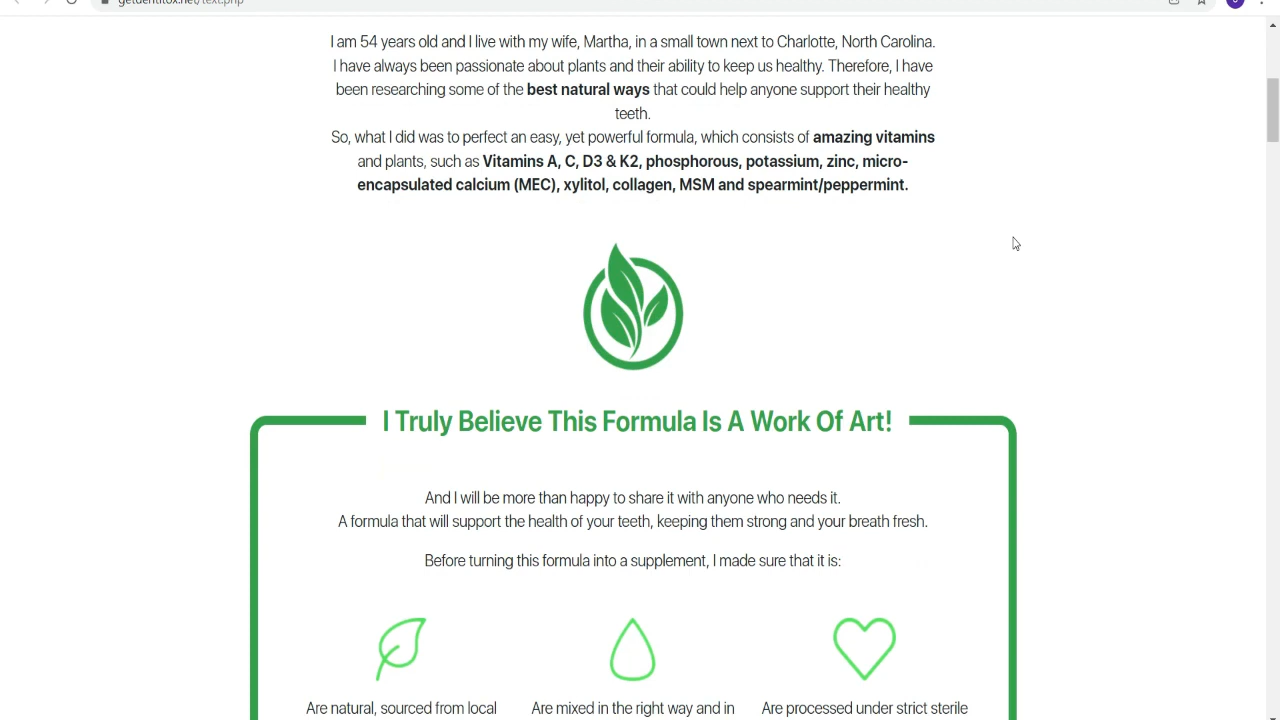 getdentitox.net/text.php
I am 54 years old and I live with my wife, Martha, in a small town next to Charlotte, North Carolina.
I have always been passionate about plants and their ability to keep us healthy. Therefore, I have
been researching some of the best natural ways that could help anyone support their healthy
teeth.
So, what I did was to perfect an easy, yet powerful formula, which consists of amazing vitamins
and plants, such as Vitamins A, C, D3 & K2, phosphorous, potassium, zinc, micro-
encapsulated calcium (MEC), xylitol, collagen, MSM and spearmint/peppermint.
I Truly Believe This Formula Is A Work Of Art!
And I will be more than happy to share it with anyone who needs it.
A formula that will support the health of your teeth, keeping them strong and your breath fresh.
Before turning this formula into a supplement, I made sure that it is:
Are natural, sourced from local
Are mixed in the right way and in
Are processed under strict sterile